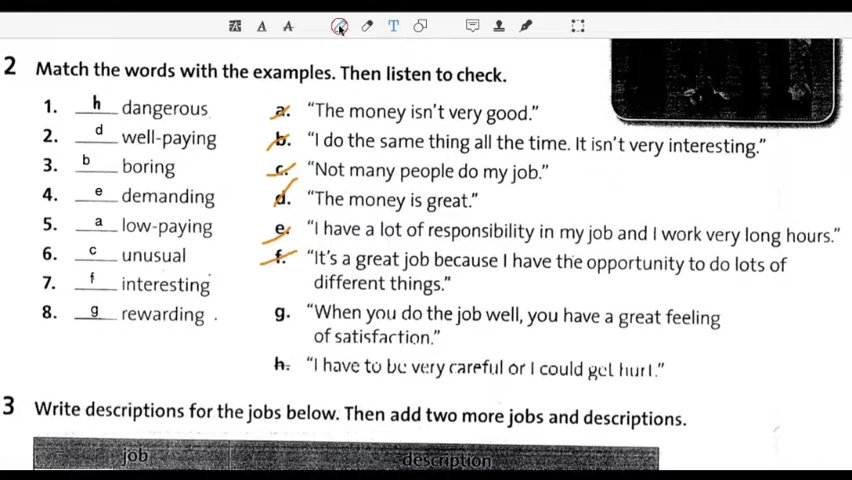 2 Match the words with the examples. Then listen to check.
1. h dangerous a. "The money isn't very good."
2. d well-paying b. "I do the same thing all the time. It isn't very interesting."
3. b boring c. "Not many people do my job."
4. e demanding d. "The money is great."
5. a low-paying e. "I have a lot of responsibility in my job and I work very long hours."
6. c unusual f. "It's a great job because I have the opportunity to do lots of
different things."
7. f interesting
8. g rewarding . g. "When you do the job well, you have a great feeling
of satisfaction."
h. "I have to be very careful or I could get hurt."
3 Write descriptions for the jobs below. Then add two more jobs and descriptions.
job description